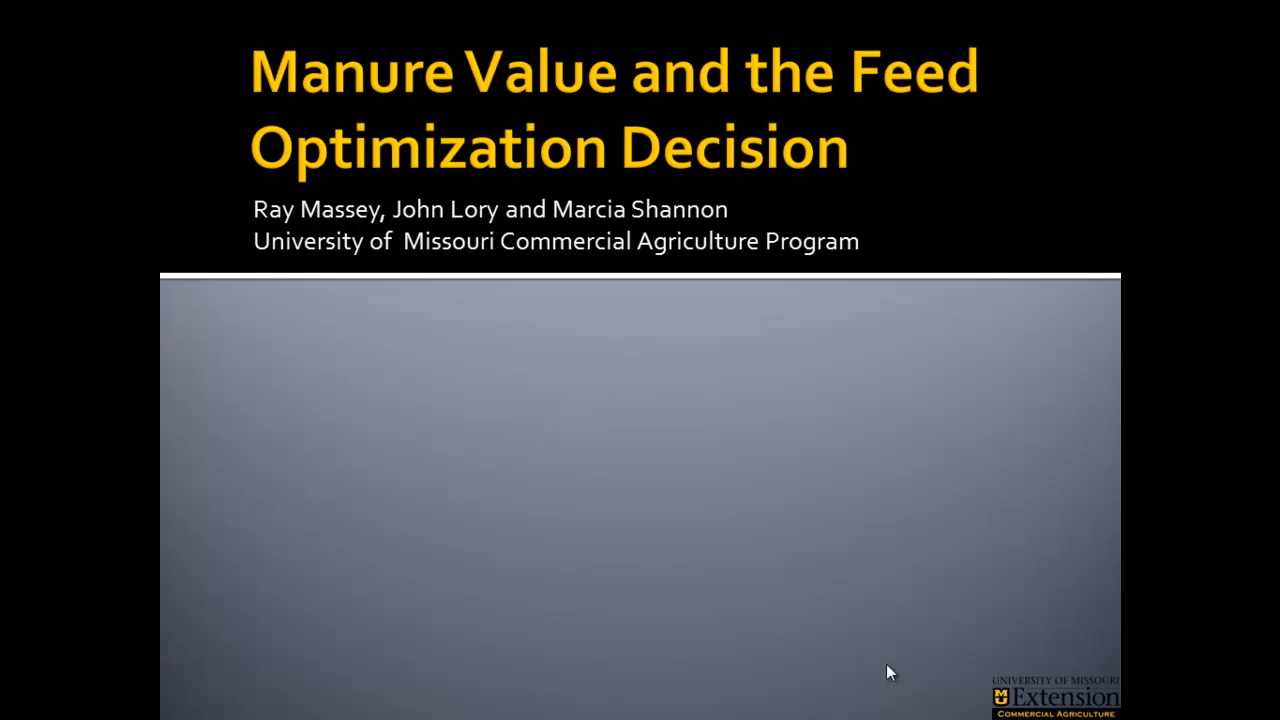 Manure Value and the Feed
Optimization Decision
Ray Massey, John Lory and Marcia Shannon
University of  Missouri Commercial Agriculture Program
UNIVERSITY OF MISSOURI
MU Extension
COMMERCIAL AGRICULTURE